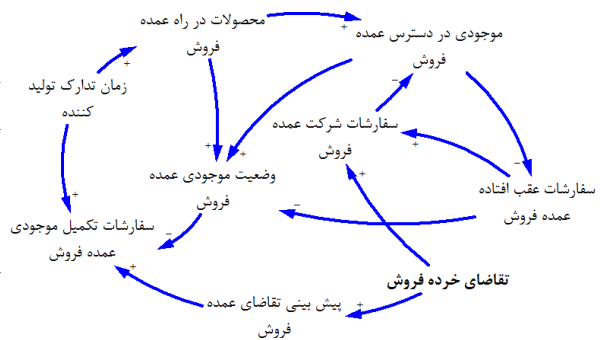 محصولات در راه عمده
فروش
موجودی در دسترس عمده
فروش
زمان تدارک تولید
کننده
سفارشات شرکت عمده
فروش
وضعیت موجودی عمده
فروش
سفارشات عقب افتاده
عمده فروش
سفارشات تکمیل موجودی
عمده فروش
تقاضای خرده فروش
پیش بینی تقاضای عمده
فروش